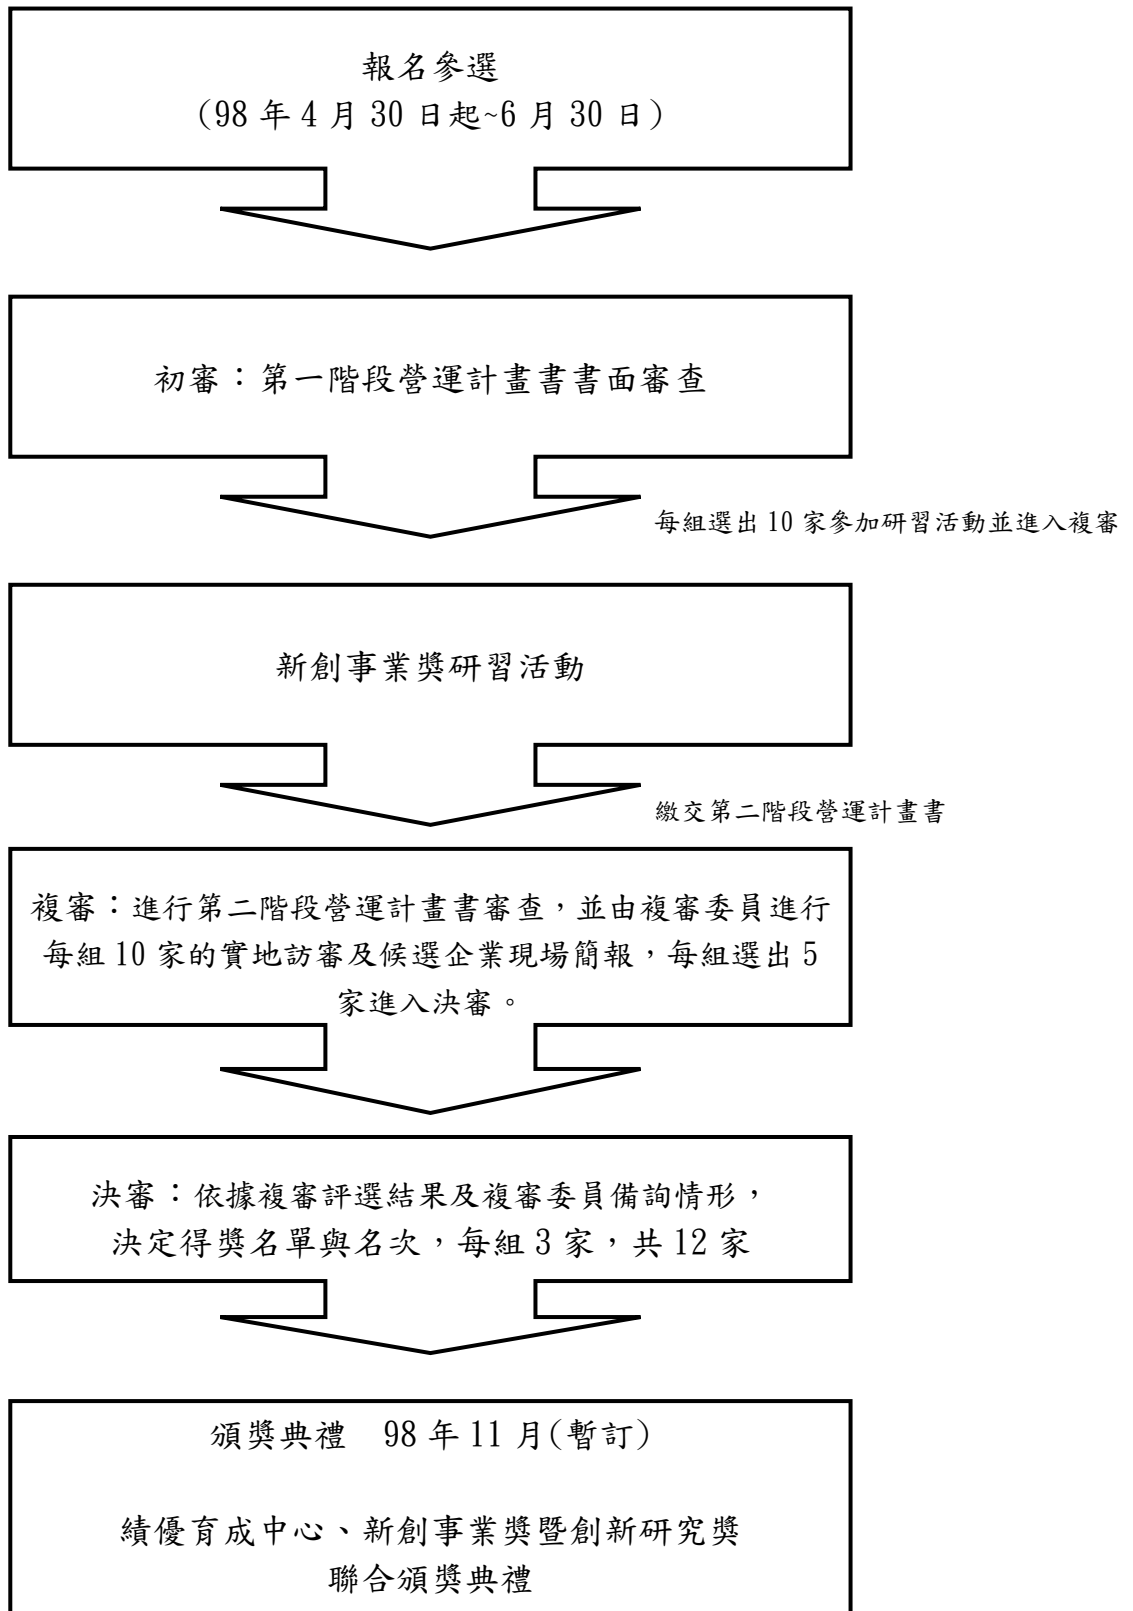 報名參選
(98 年 4 月 30 日起~6 月 30 日)
初審：第一階段營運計畫書書面審查
每組選出 10 家參加研習活動並進入複審
新創事業獎研習活動
繳交第二階段營運計畫書
複審：進行第二階段營運計畫書審查，並由複審委員進行
每組 10 家的實地訪審及候選企業現場簡報，每組選出 5
家進入決審。
決審：依據複審評選結果及複審委員備詢情形，
決定得獎名單與名次，每組 3 家，共 12 家
頒獎典禮　98 年 11 月(暫訂)
績優育成中心、新創事業獎暨創新研究獎
聯合頒獎典禮